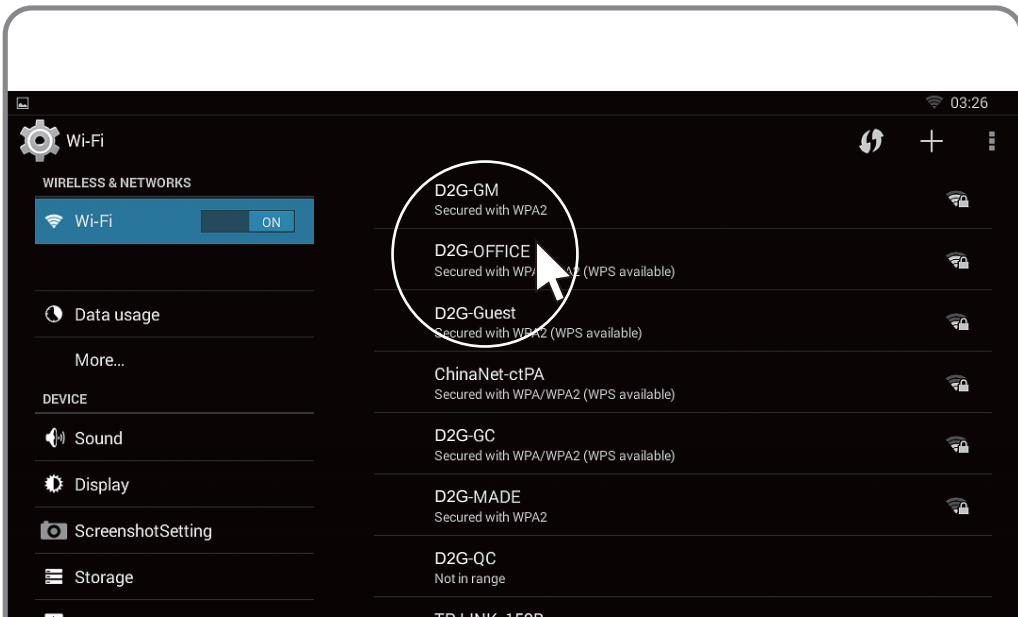 03:26
Wi-Fi
WIRELESS & NETWORKS
Wi-Fi
ON
Data usage
More...
DEVICE
Sound
Display
ScreenshotSetting
Storage
D2G-GM
Secured with WPA2
D2G-OFFICE
Secured with WPA2 (WPS available)
D2G-Guest
Secured with WPA2 (WPS available)
ChinaNet-ctPA
Secured with WPA/WPA2 (WPS available)
D2G-GC
Secured with WPA/WPA2 (WPS available)
D2G-MADE
Secured with WPA2
D2G-QC
Not in range